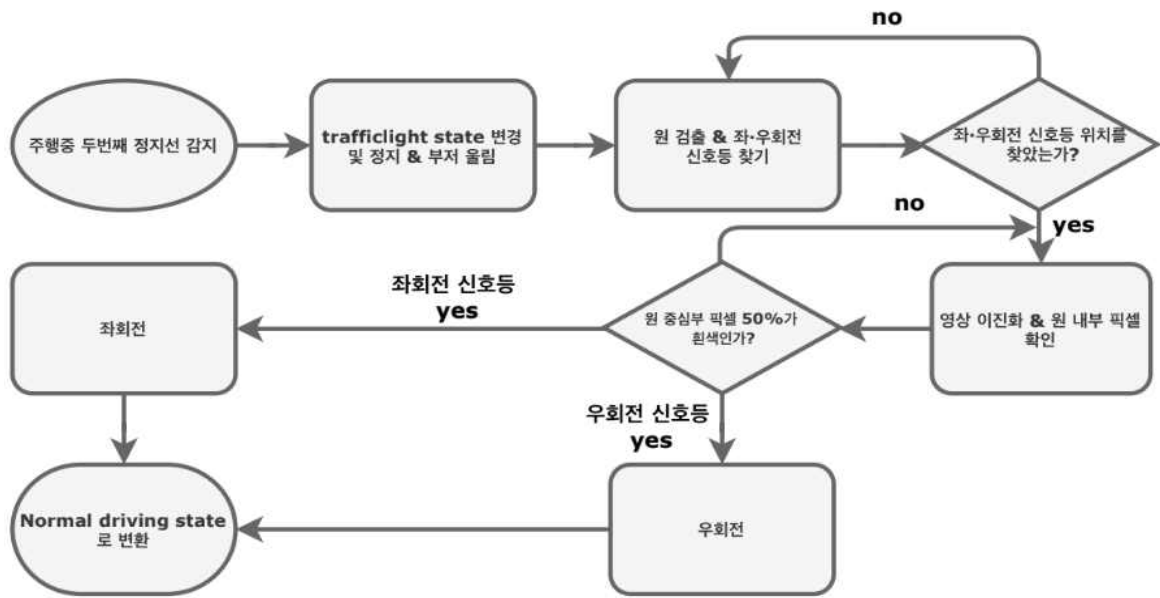 no
주행중 두번째 정지선 감지
trafficlight state 변경
및 정지 & 부저 울림
원 검출 & 좌·우회전
신호등 찾기
좌·우회전 신호등 위치를
찾았는가?
no
yes
좌회전
좌회전 신호등
yes
원 중심부 픽셀 50%가
흰색인가?
영상 이진화 & 원 내부 픽셀
확인
우회전 신호등
yes
Normal driving state
로 변환
우회전